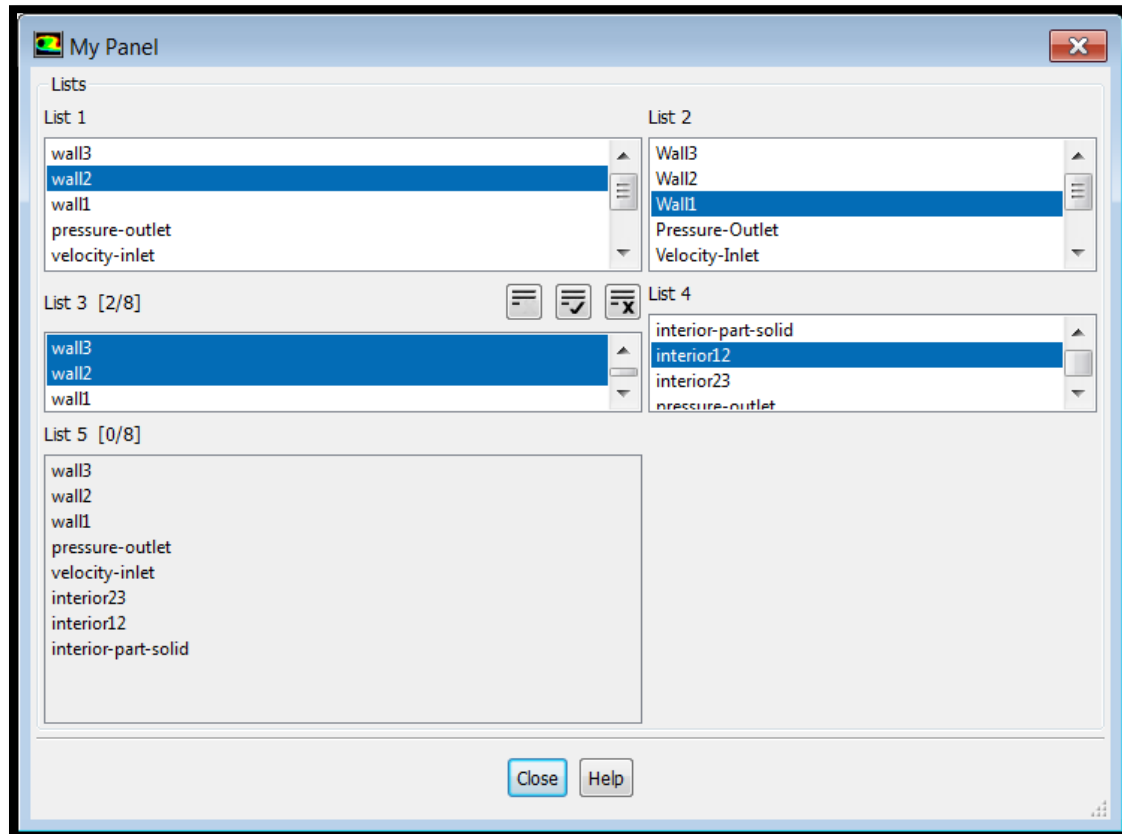 My Panel
Lists
List 1
wall3
wall2
wall1
pressure-outlet
velocity-inlet
List 2
Wall3
Wall2
Wall1
Pressure-Outlet
Velocity-Inlet
List 3 [2/8]
wall3
wall2
wall1
List 4
interior-part-solid
interior12
interior23
pressure-outlet
List 5 [0/8]
wall3
wall2
wall1
pressure-outlet
velocity-inlet
interior23
interior12
interior-part-solid
Close Help